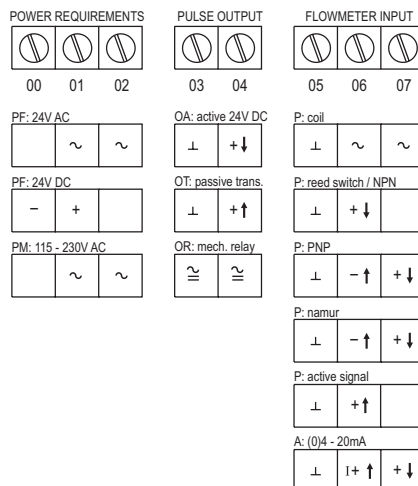 POWER REQUIREMENTS
00 01 02
PF: 24V AC
~ ~
PF: 24V DC
− +
PM: 115 - 230V AC
~ ~
PULSE OUTPUT
03 04
OA: active 24V DC
⊥ +↓
OT: passive trans.
⊥ +↑
OR: mech. relay
≅ ≅
FLOWMETER INPUT
05 06 07
P: coil
⊥ ~ ~
P: reed switch / NPN
⊥ +↓
P: PNP
⊥ −↑ +↓
P: namur
⊥ −↑ +↓
P: active signal
⊥ +↑
A: (0)4 - 20mA
⊥ I+ ↑ +↓